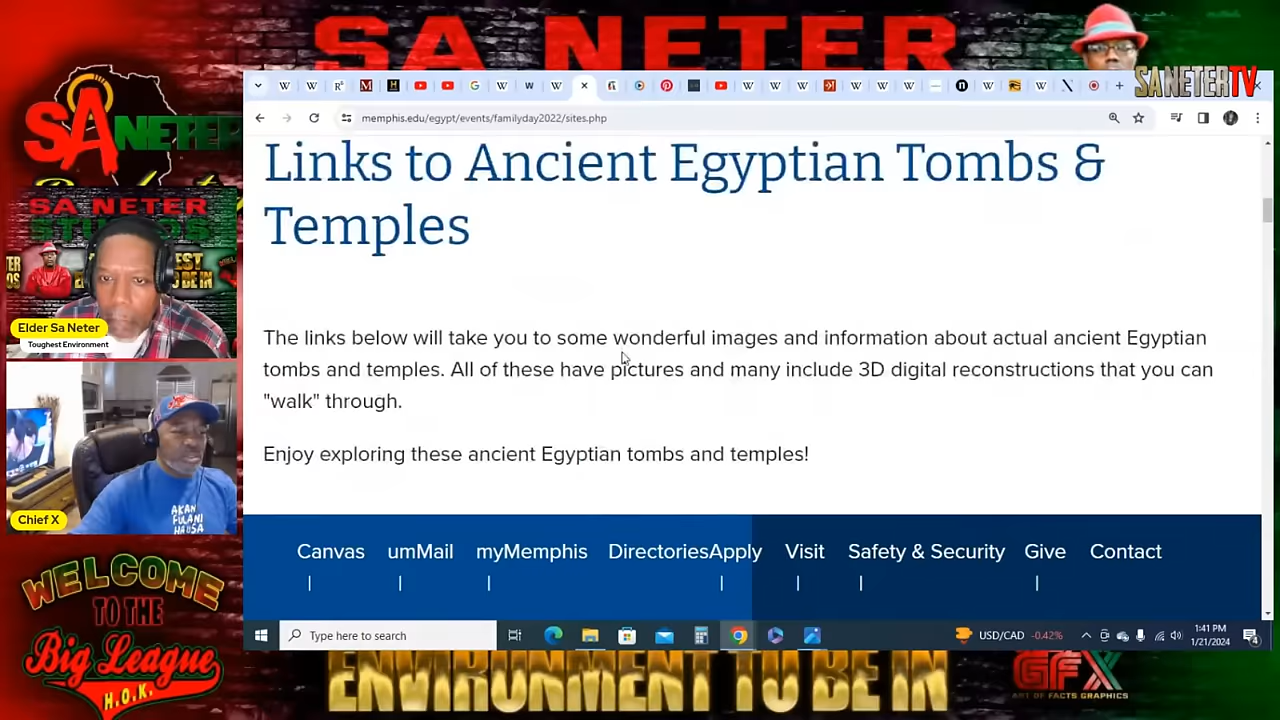 SA NETER
SANETERTV
SANETER
memphis.edu/egypt/events/familyday2022/sites.php
Links to Ancient Egyptian Tombs &
Temples
The links below will take you to some wonderful images and information about actual ancient Egyptian
tombs and temples. All of these have pictures and many include 3D digital reconstructions that you can
"walk" through.
Enjoy exploring these ancient Egyptian tombs and temples!
Canvas umMail myMemphis Directories Apply Visit Safety & Security Give Contact
SA NETER
Elder Sa Neter
Toughest Environment
AKAN
FULANI
HAUSA
Chief X
Type here to search
USD/CAD -0.42%
1:41 PM
1/21/2024
WELCOME
TO THE
Big League
H.O.K.
ENVIRONMENT TO BE IN
GFX
ART OF FACTS GRAPHICS